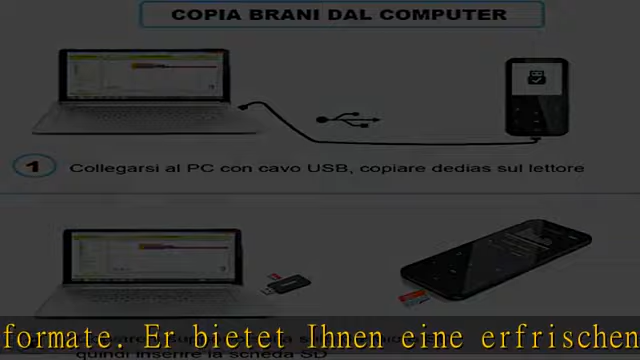 COPIA BRANI DAL COMPUTER
1 Collegarsi al PC con cavo USB, copiare dedias sul lettore
formate. Er bietet Ihnen eine erfrischen
quindi inserire la scheda SD